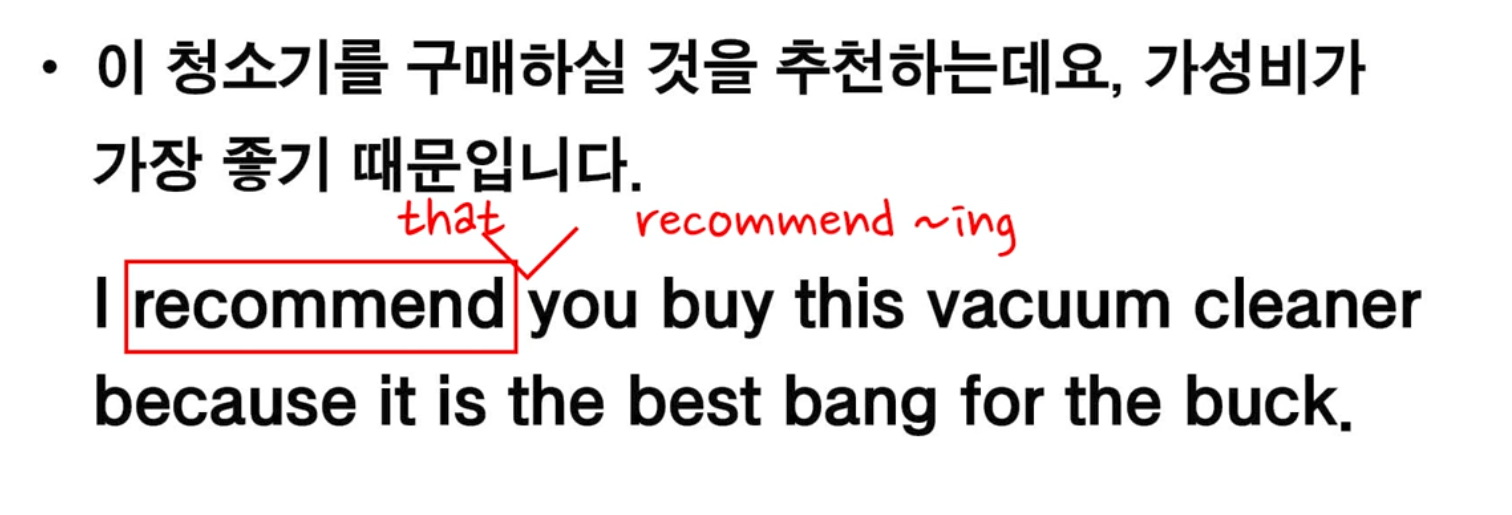 • 이 청소기를 구매하실 것을 추천하는데요, 가성비가
가장 좋기 때문입니다.
that recommend ~ing
I recommend you buy this vacuum cleaner
because it is the best bang for the buck.